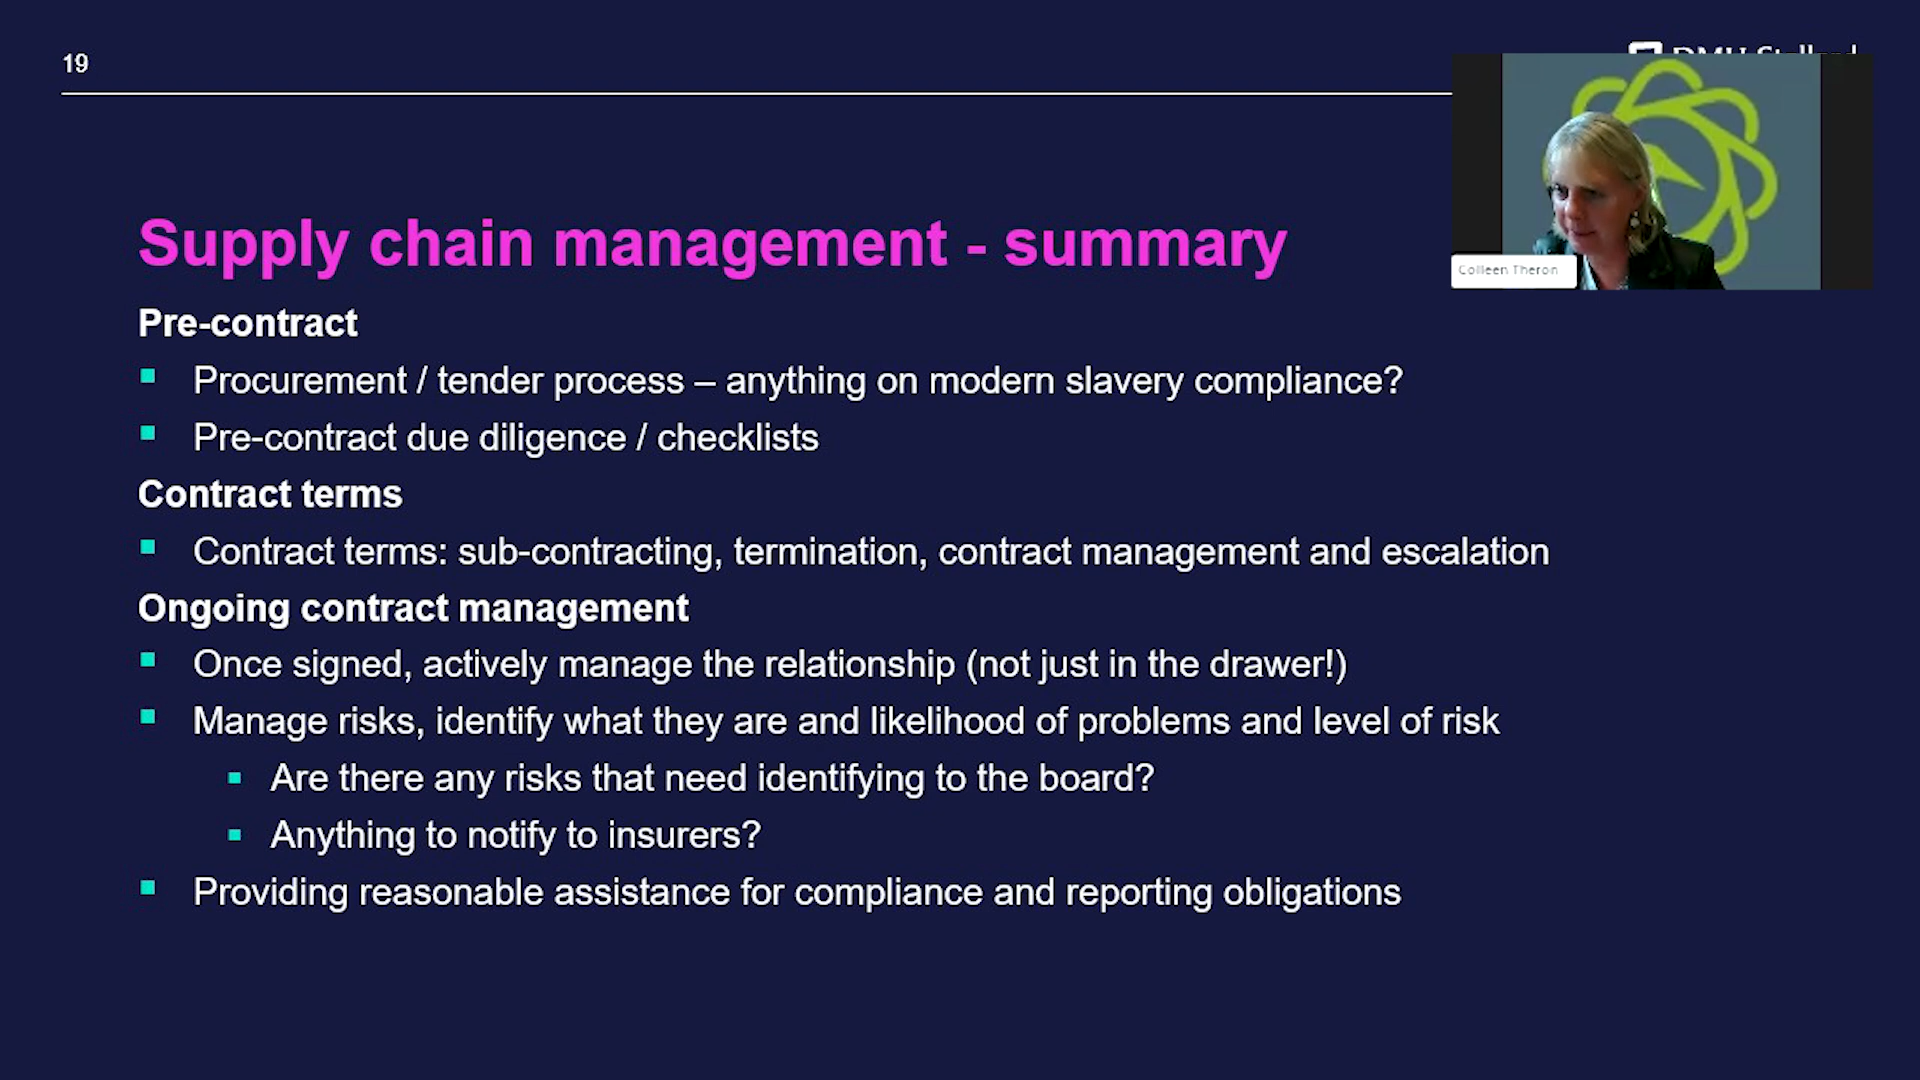 19
Supply chain management - summary
Colleen Theron
Pre-contract
Procurement / tender process – anything on modern slavery compliance?
Pre-contract due diligence / checklists
Contract terms
Contract terms: sub-contracting, termination, contract management and escalation
Ongoing contract management
Once signed, actively manage the relationship (not just in the drawer!)
Manage risks, identify what they are and likelihood of problems and level of risk
Are there any risks that need identifying to the board?
Anything to notify to insurers?
Providing reasonable assistance for compliance and reporting obligations